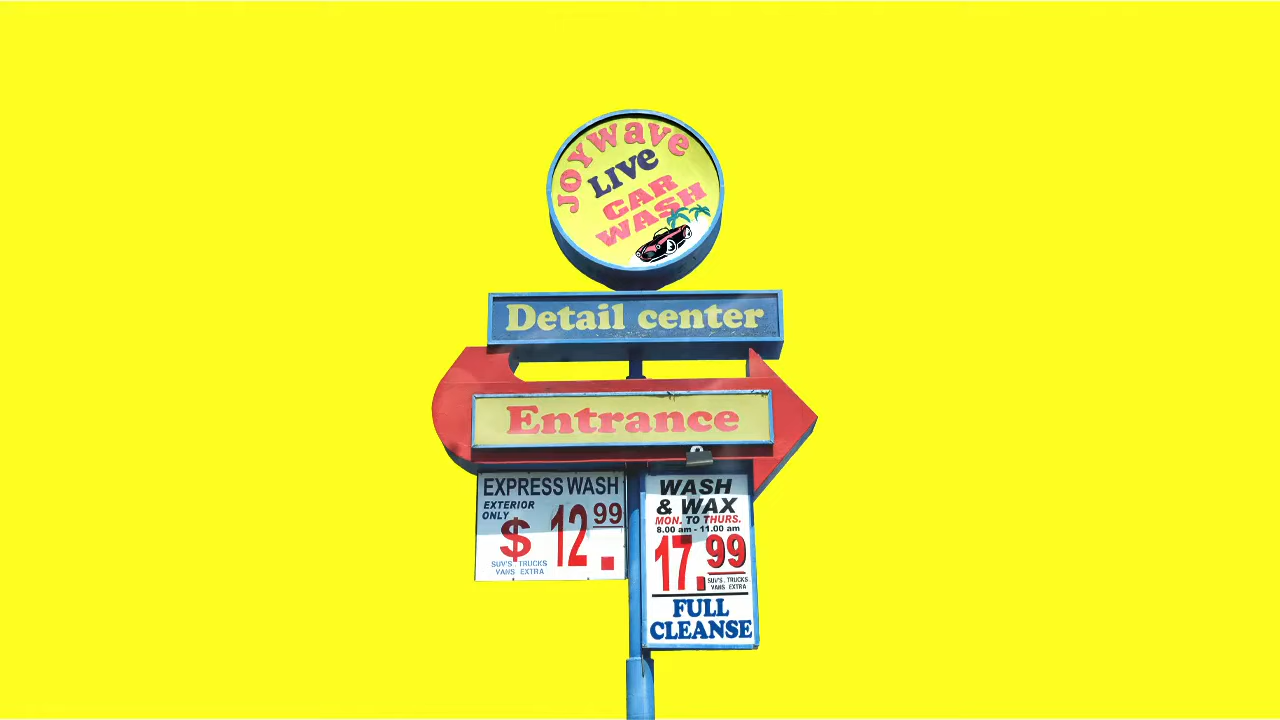 Joywave
LIVE
CAR
WASH
Detail center
Entrance
EXPRESS WASH
EXTERIOR
ONLY
$ 12.99
SUV'S . TRUCKS
VANS EXTRA
WASH
& WAX
MON. TO THURS.
8.00 am - 11.00 am
17.99
SUV'S . TRUCKS
VANS EXTRA
FULL
CLEANSE